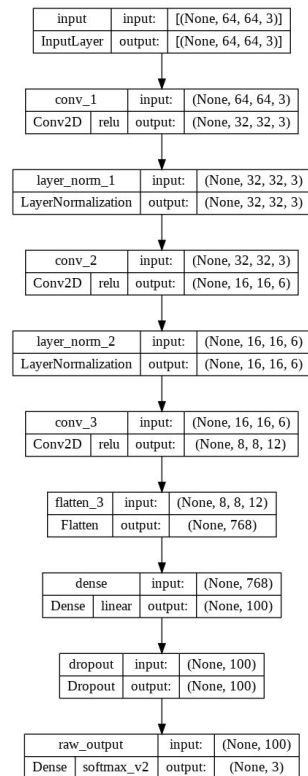 input input: [(None, 64, 64, 3)]
InputLayer output: [(None, 64, 64, 3)]
conv_1 input: (None, 64, 64, 3)
Conv2D relu output: (None, 32, 32, 3)
layer_norm_1 input: (None, 32, 32, 3)
LayerNormalization output: (None, 32, 32, 3)
conv_2 input: (None, 32, 32, 3)
Conv2D relu output: (None, 16, 16, 6)
layer_norm_2 input: (None, 16, 16, 6)
LayerNormalization output: (None, 16, 16, 6)
conv_3 input: (None, 16, 16, 6)
Conv2D relu output: (None, 8, 8, 12)
flatten_3 input: (None, 8, 8, 12)
Flatten output: (None, 768)
dense input: (None, 768)
Dense linear output: (None, 100)
dropout input: (None, 100)
Dropout output: (None, 100)
raw_output input: (None, 100)
Dense softmax_v2 output: (None, 3)